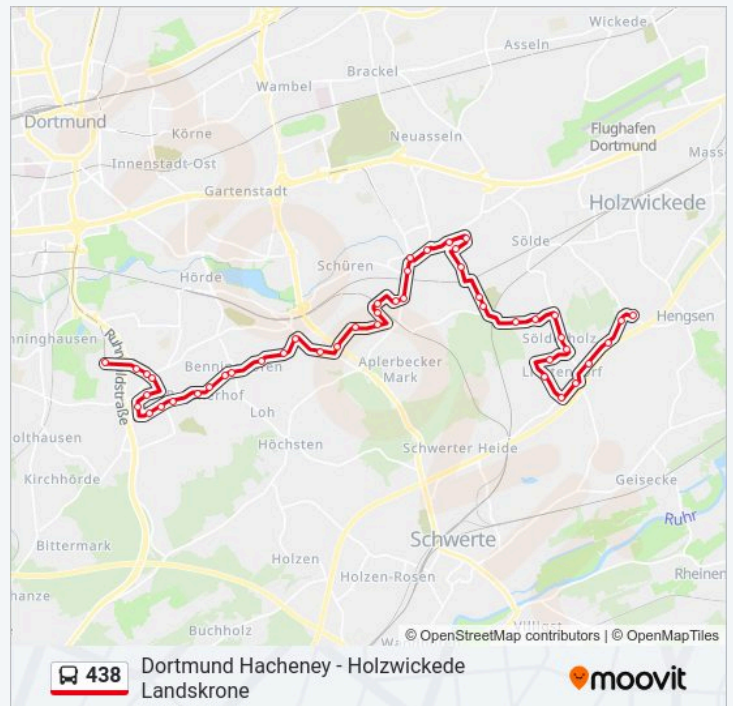 Wickede
Asseln
Brackel
Wambel
Dortmund
Körne
Neuasseln
Flughafen
Dortmund
Innenstadt-Ost
Gartenstadt
Holzwickede
Sölde
Schüren
Hörde
Hengsen
Aplerbecker
Mark
Loh
Höchsten
Schwerter Heide
Kirchhörde
Geisecke
Ruhr
Schwerte
Bittermark
Holzen
Holzen-Rosen
Rheinen
Buchholz
© OpenStreetMap contributors | © OpenMapTiles
438
Dortmund Hacheney - Holzwickede
Landskrone
moovit